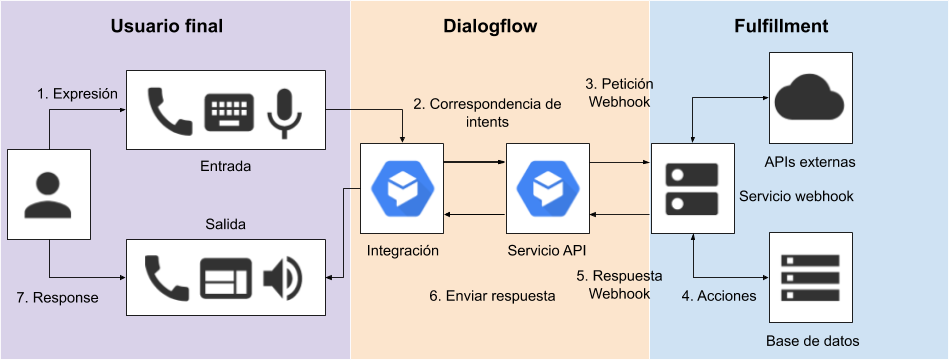 Usuario final
Dialogflow
Fulfillment
1. Expresión
Entrada
2. Correspondencia de
intents
3. Petición
Webhook
APIs externas
Servicio webhook
Salida
Integración
Servicio API
7. Response
6. Enviar respuesta
5. Respuesta
Webhook
4. Acciones
Base de datos